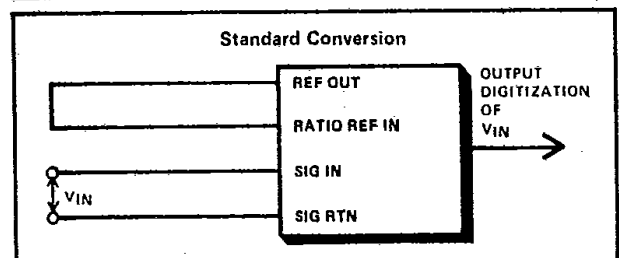 Standard Conversion
REF OUT
RATIO REF IN
SIG IN
SIG RTN
VIN
OUTPUT
DIGITIZATION
OF
VIN